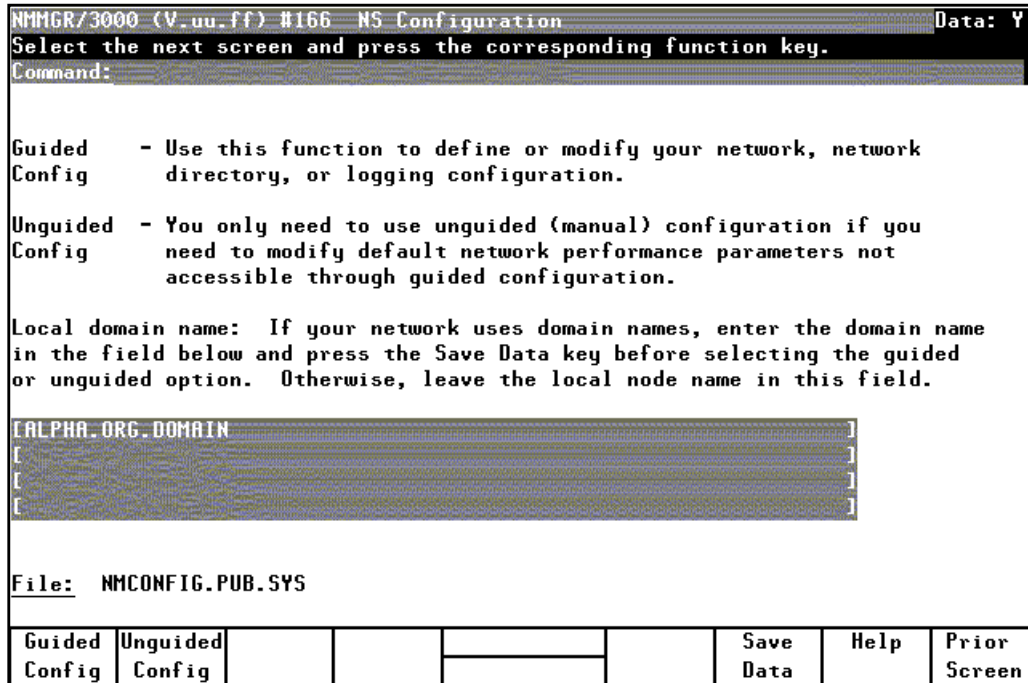 NMMGR/3000 (V.uu.ff) #166  NS Configuration  Data: Y
Select the next screen and press the corresponding function key.
Command:
Guided    - Use this function to define or modify your network, network
Config      directory, or logging configuration.
Unguided  - You only need to use unguided (manual) configuration if you
Config      need to modify default network performance parameters not
accessible through guided configuration.
Local domain name:  If your network uses domain names, enter the domain name
in the field below and press the Save Data key before selecting the guided
or unguided option.  Otherwise, leave the local node name in this field.
[ALPHA.ORG.DOMAIN ]
[ ]
[ ]
[ ]
File:  NMCONFIG.PUB.SYS
Guided Unguided Save Help Prior
Config Config Data Screen